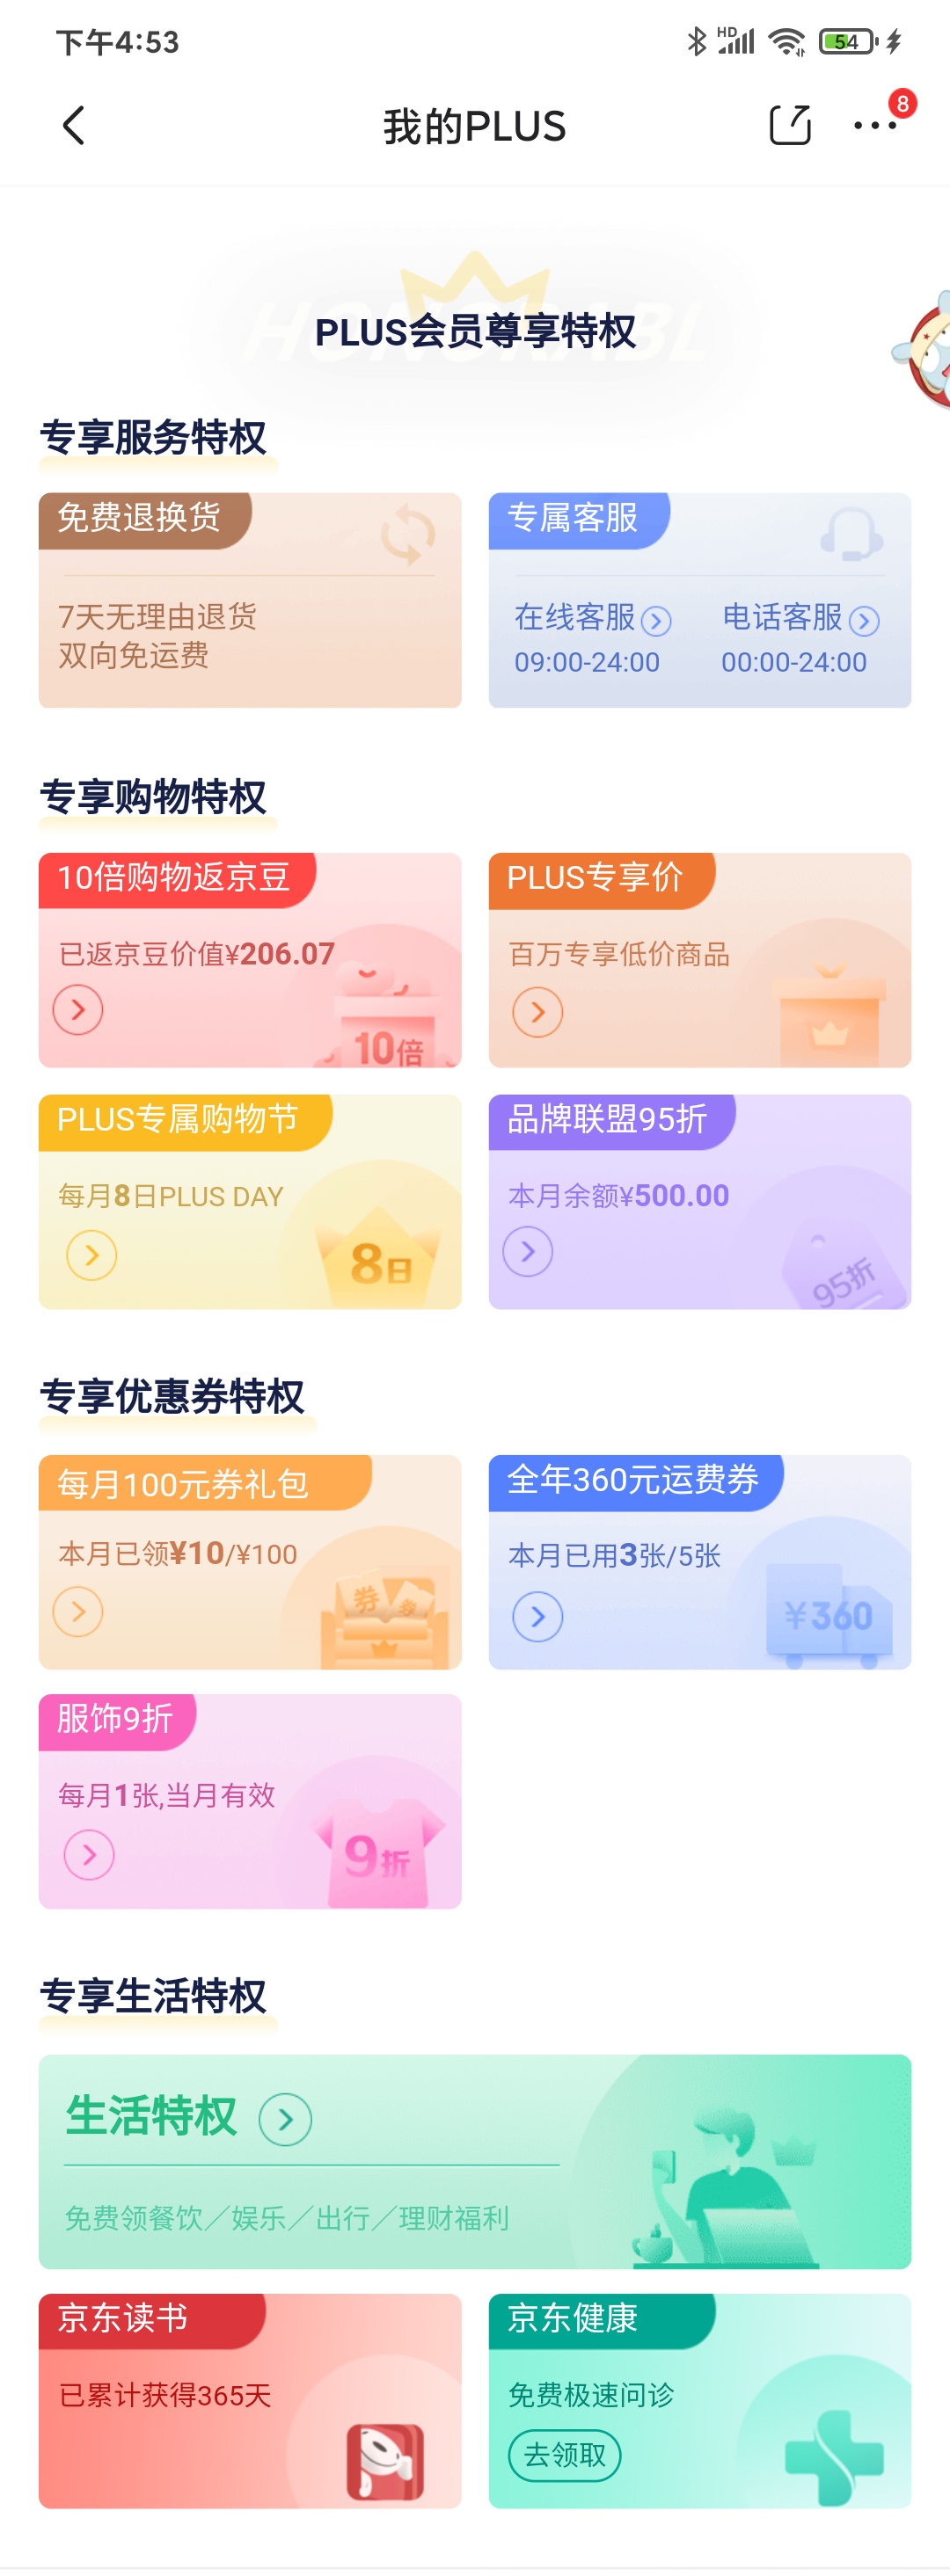 下午4:53
HD
54
我的PLUS
8
PLUS会员尊享特权
专享服务特权
免费退换货
7天无理由退货
双向免运费
专属客服
在线客服
电话客服
09:00-24:00
00:00-24:00
专享购物特权
10倍购物返京豆
已返京豆价值¥206.07
10倍
PLUS专享价
百万专享低价商品
PLUS专属购物节
每月8日PLUS DAY
8日
品牌联盟95折
本月余额¥500.00
95折
专享优惠券特权
每月100元券礼包
本月已领¥10/¥100
券
券
全年360元运费券
本月已用3张/5张
¥360
服饰9折
每月1张,当月有效
9折
专享生活特权
生活特权
免费领餐饮／娱乐／出行／理财福利
京东读书
已累计获得365天
京东健康
免费极速问诊
去领取